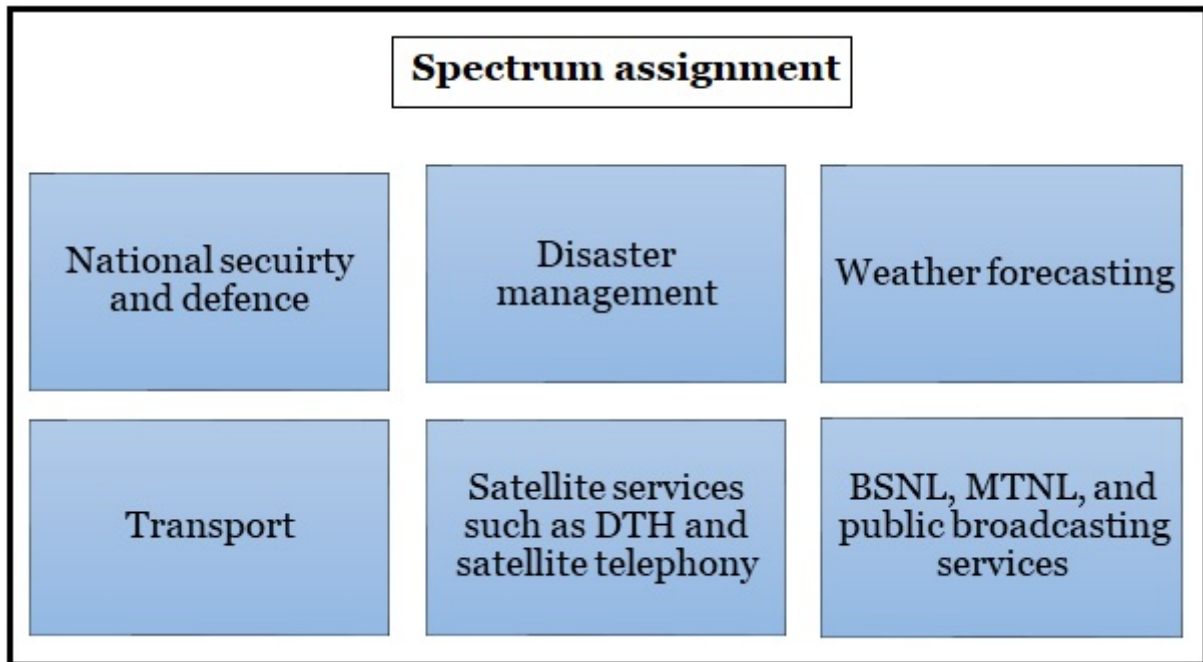 Spectrum assignment
National secuirty
and defence
Disaster
management
Weather forecasting
Transport
Satellite services
such as DTH and
satellite telephony
BSNL, MTNL, and
public broadcasting
services